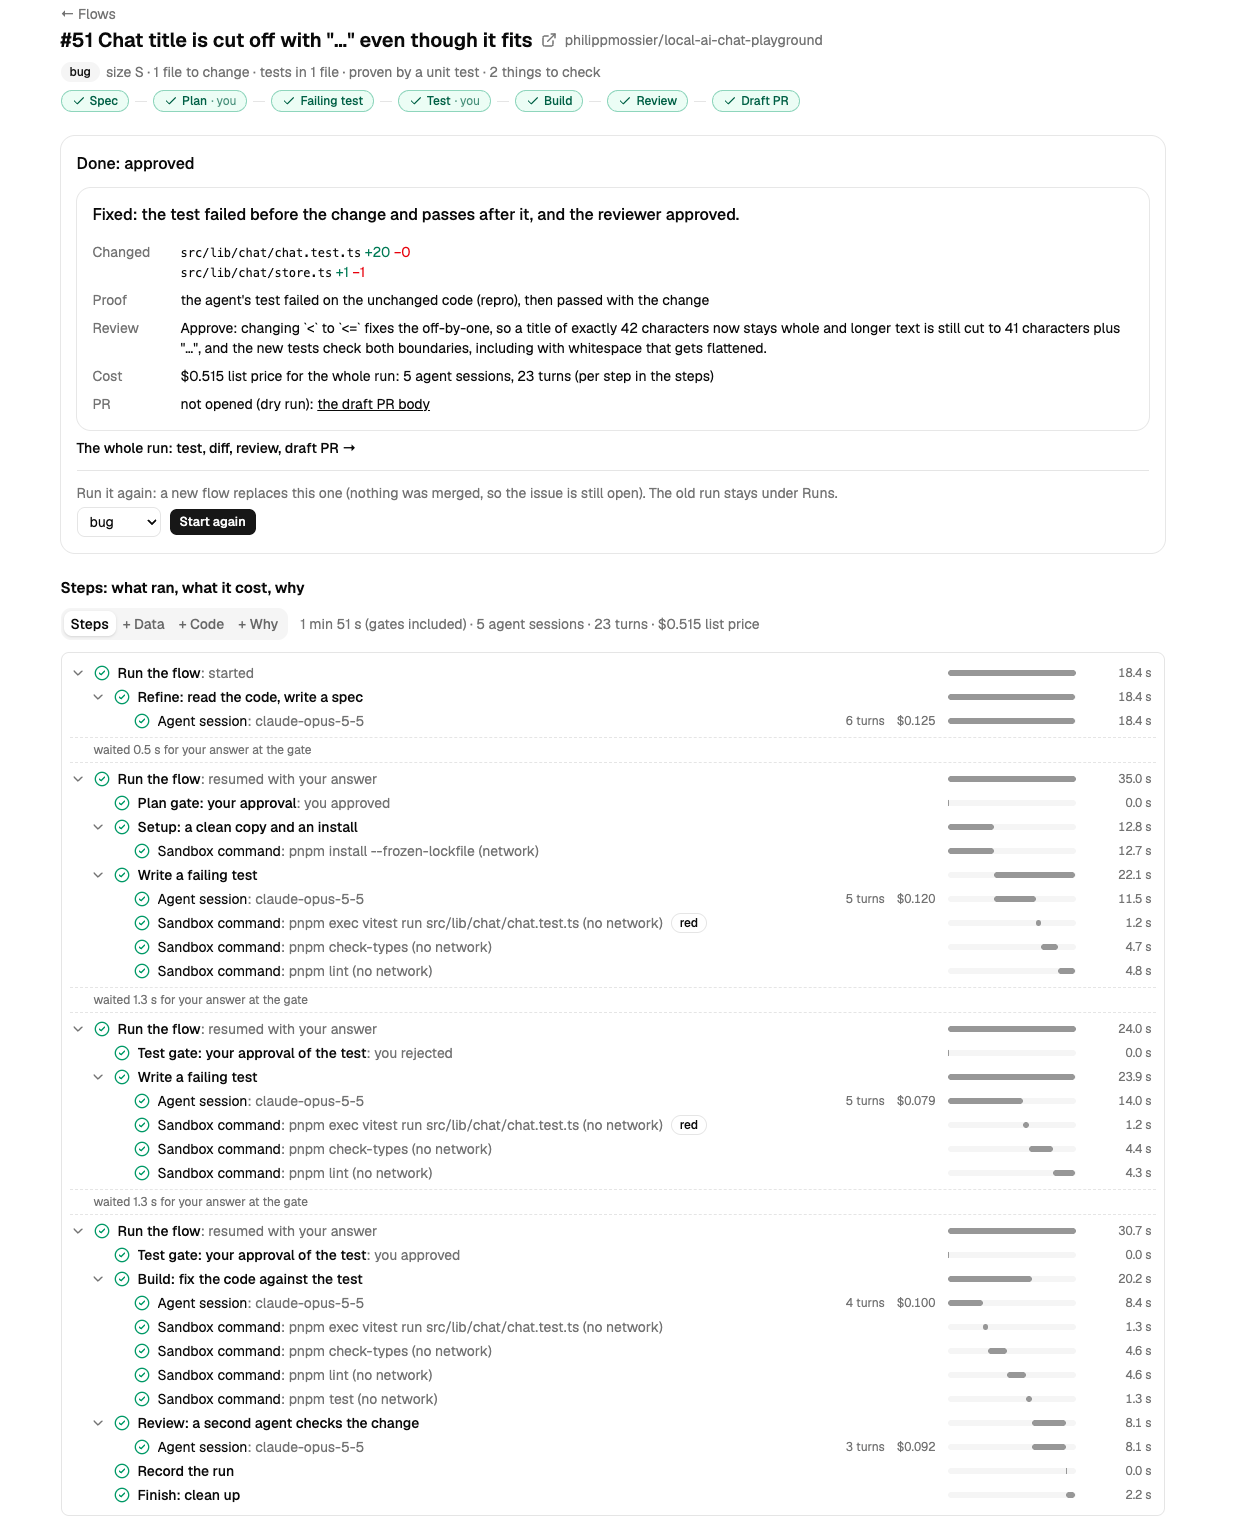 ← Flows
#51 Chat title is cut off with "…" even though it fits philippmossier/local-ai-chat-playground
bug size S · 1 file to change · tests in 1 file · proven by a unit test · 2 things to check
Spec Plan · you Failing test Test · you Build Review Draft PR
Done: approved
Fixed: the test failed before the change and passes after it, and the reviewer approved.
Changed src/lib/chat/chat.test.ts +20 −0
src/lib/chat/store.ts +1 −1
Proof the agent's test failed on the unchanged code (repro), then passed with the change
Review Approve: changing `<` to `<=` fixes the off-by-one, so a title of exactly 42 characters now stays whole and longer text is still cut to 41 characters plus
"…", and the new tests check both boundaries, including with whitespace that gets flattened.
Cost $0.515 list price for the whole run: 5 agent sessions, 23 turns (per step in the steps)
PR not opened (dry run): the draft PR body
The whole run: test, diff, review, draft PR →
Run it again: a new flow replaces this one (nothing was merged, so the issue is still open). The old run stays under Runs.
bug Start again
Steps: what ran, what it cost, why
Steps + Data + Code + Why 1 min 51 s (gates included) · 5 agent sessions · 23 turns · $0.515 list price
Run the flow: started 18.4 s
Refine: read the code, write a spec 18.4 s
Agent session: claude-opus-5-5 6 turns $0.125 18.4 s
waited 0.5 s for your answer at the gate
Run the flow: resumed with your answer 35.0 s
Plan gate: your approval: you approved 0.0 s
Setup: a clean copy and an install 12.8 s
Sandbox command: pnpm install --frozen-lockfile (network) 12.7 s
Write a failing test 22.1 s
Agent session: claude-opus-5-5 5 turns $0.120 11.5 s
Sandbox command: pnpm exec vitest run src/lib/chat/chat.test.ts (no network) red 1.2 s
Sandbox command: pnpm check-types (no network) 4.7 s
Sandbox command: pnpm lint (no network) 4.8 s
waited 1.3 s for your answer at the gate
Run the flow: resumed with your answer 24.0 s
Test gate: your approval of the test: you rejected 0.0 s
Write a failing test 23.9 s
Agent session: claude-opus-5-5 5 turns $0.079 14.0 s
Sandbox command: pnpm exec vitest run src/lib/chat/chat.test.ts (no network) red 1.2 s
Sandbox command: pnpm check-types (no network) 4.4 s
Sandbox command: pnpm lint (no network) 4.3 s
waited 1.3 s for your answer at the gate
Run the flow: resumed with your answer 30.7 s
Test gate: your approval of the test: you approved 0.0 s
Build: fix the code against the test 20.2 s
Agent session: claude-opus-5-5 4 turns $0.100 8.4 s
Sandbox command: pnpm exec vitest run src/lib/chat/chat.test.ts (no network) 1.3 s
Sandbox command: pnpm check-types (no network) 4.6 s
Sandbox command: pnpm lint (no network) 4.6 s
Sandbox command: pnpm test (no network) 1.3 s
Review: a second agent checks the change 8.1 s
Agent session: claude-opus-5-5 3 turns $0.092 8.1 s
Record the run 0.0 s
Finish: clean up 2.2 s